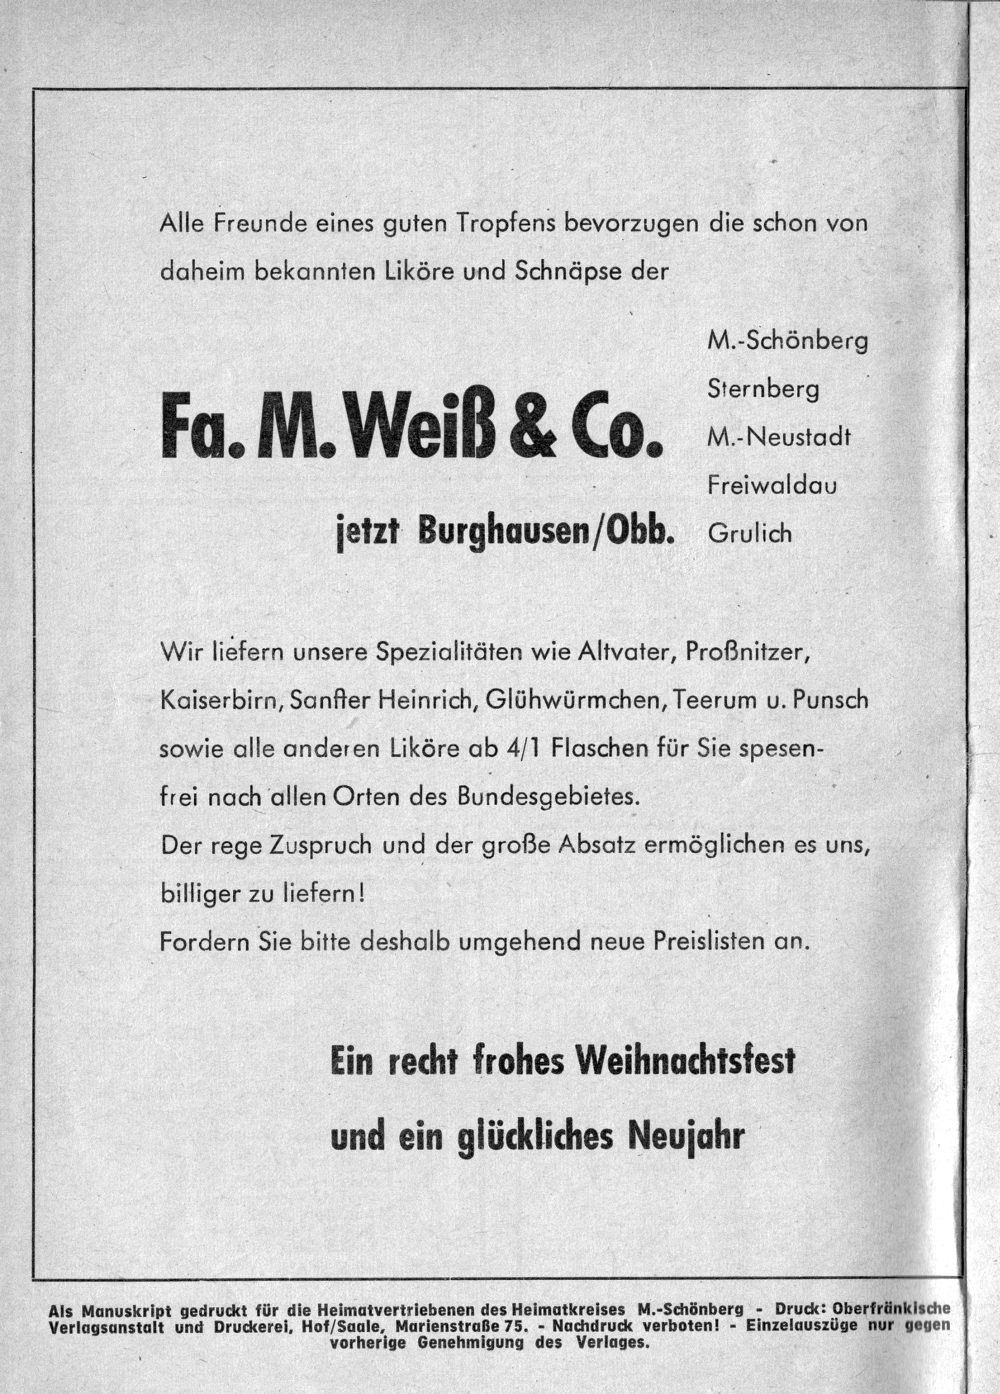 Alle Freunde eines guten Tropfens bevorzugen die schon von
daheim bekannten Liköre und Schnäpse der
M.-Schönberg
Sternberg
Fa. M. Weiß & Co.
M.-Neustadt
Freiwaldau
jetzt Burghausen/Obb.
Grulich
Wir liefern unsere Spezialitäten wie Altvater, Proßnitzer,
Kaiserbirn, Sanfter Heinrich, Glühwürmchen, Teerum u. Punsch
sowie alle anderen Liköre ab 4/1 Flaschen für Sie spesen-
frei nach allen Orten des Bundesgebietes.
Der rege Zuspruch und der große Absatz ermöglichen es uns,
billiger zu liefern!
Fordern Sie bitte deshalb umgehend neue Preislisten an.
Ein recht frohes Weihnachtsfest
und ein glückliches Neujahr
Als Manuskript gedruckt für die Heimatvertriebenen des Heimatkreises M.-Schönberg - Druck: Oberfränkische
Verlagsanstalt und Druckerei, Hof/Saale, Marienstraße 75. - Nachdruck verboten! - Einzelauszüge nur gegen
vorherige Genehmigung des Verlages.